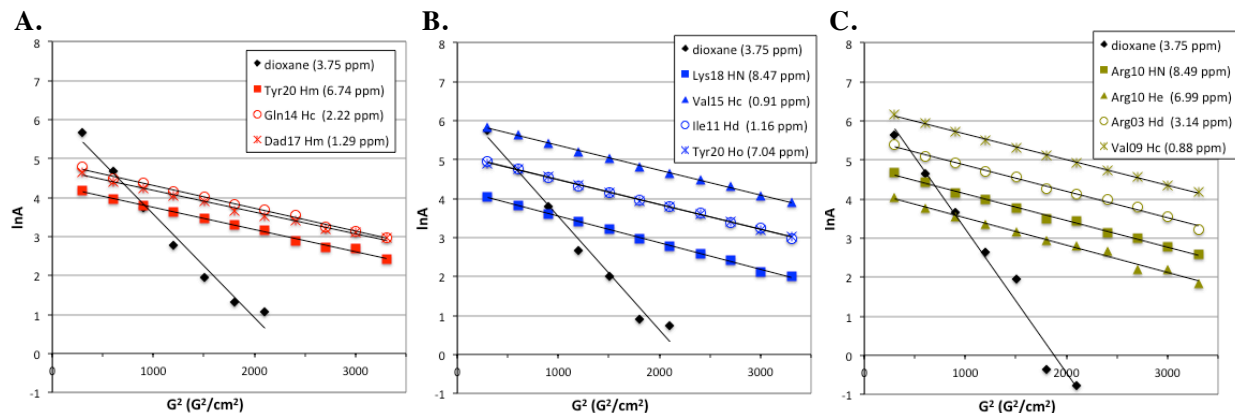 A.
8
7
6
5
4
3
2
1
0
-1
lnA
1000
2000
3000
G² (G²/cm²)
dioxane (3.75 ppm)
Tyr20 Hm (6.74 ppm)
Gln14 Hc (2.22 ppm)
Dad17 Hm (1.29 ppm)
B.
8
7
6
5
4
3
2
1
0
-1
lnA
0
1000
2000
3000
G² (G²/cm²)
dioxane (3.75 ppm)
Lys18 HN (8.47 ppm)
Val15 Hc (0.91 ppm)
Ile11 Hd (1.16 ppm)
Tyr20 Ho (7.04 ppm)
C.
8
7
6
5
4
3
2
1
0
-1
lnA
0
1000
2000
3000
G² (G²/cm²)
dioxane (3.75 ppm)
Arg10 HN (8.49 ppm)
Arg10 He (6.99 ppm)
Arg03 Hd (3.14 ppm)
Val09 Hc (0.88 ppm)